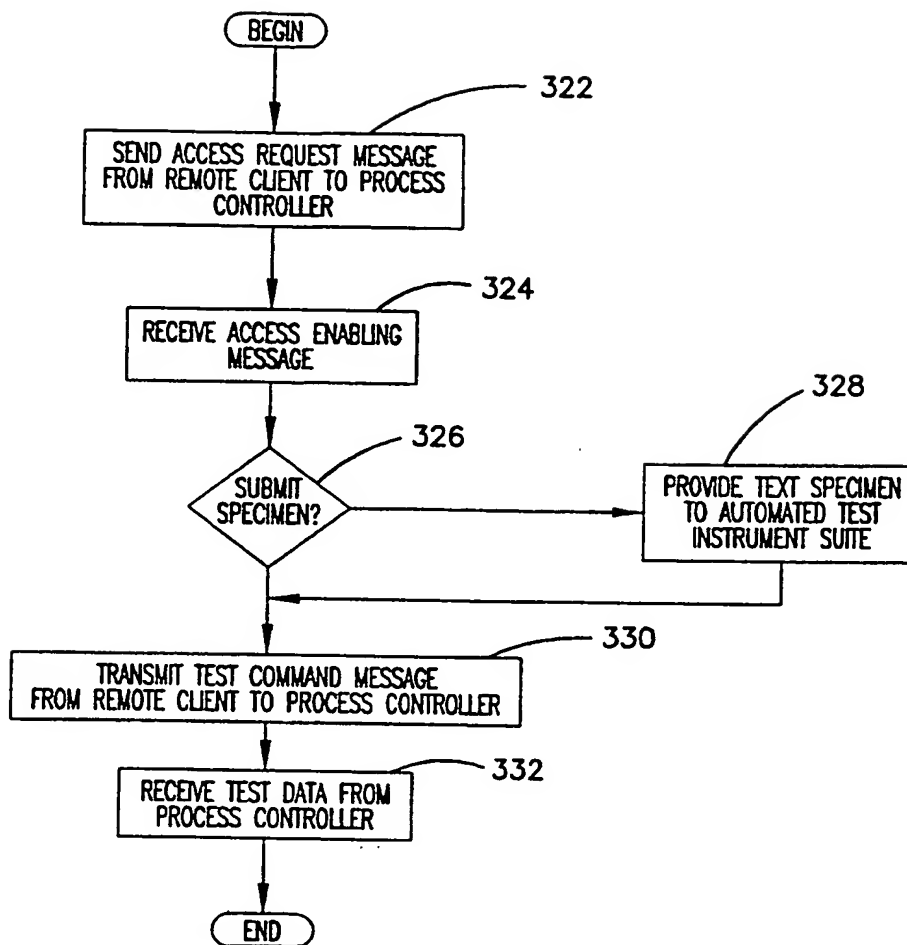 BEGIN
322
SEND ACCESS REQUEST MESSAGE
FROM REMOTE CLIENT TO PROCESS
CONTROLLER
324
RECEIVE ACCESS ENABLING
MESSAGE
326
SUBMIT
SPECIMEN?
328
PROVIDE TEXT SPECIMEN
TO AUTOMATED TEST
INSTRUMENT SUITE
330
TRANSMIT TEST COMMAND MESSAGE
FROM REMOTE CLIENT TO PROCESS CONTROLLER
332
RECEIVE TEST DATA FROM
PROCESS CONTROLLER
END